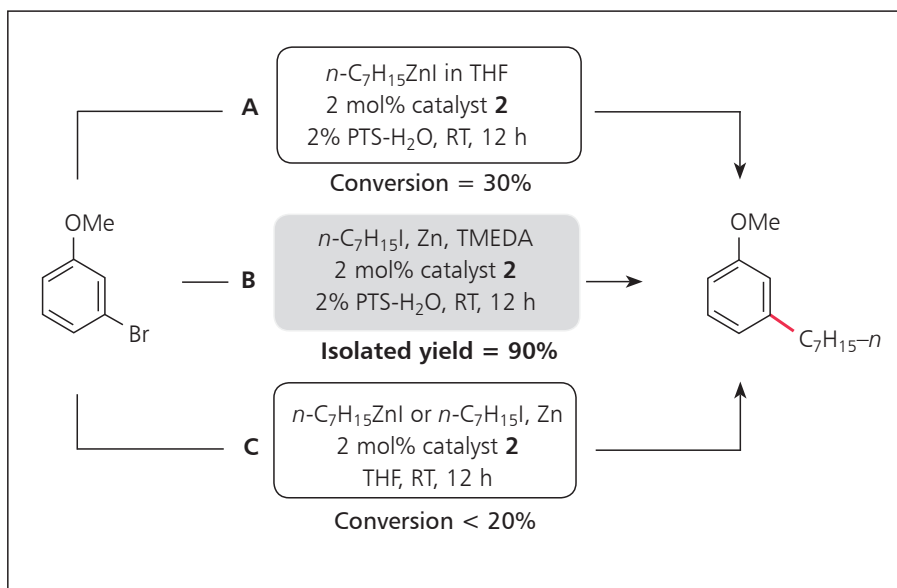 n-C7H15ZnI in THF
A
2 mol% catalyst 2
2% PTS-H2O, RT, 12 h
Conversion = 30%
OMe
Br
n-C7H15I, Zn, TMEDA
B
2 mol% catalyst 2
2% PTS-H2O, RT, 12 h
Isolated yield = 90%
OMe
C7H15–n
n-C7H15ZnI or n-C7H15I, Zn
C
2 mol% catalyst 2
THF, RT, 12 h
Conversion < 20%